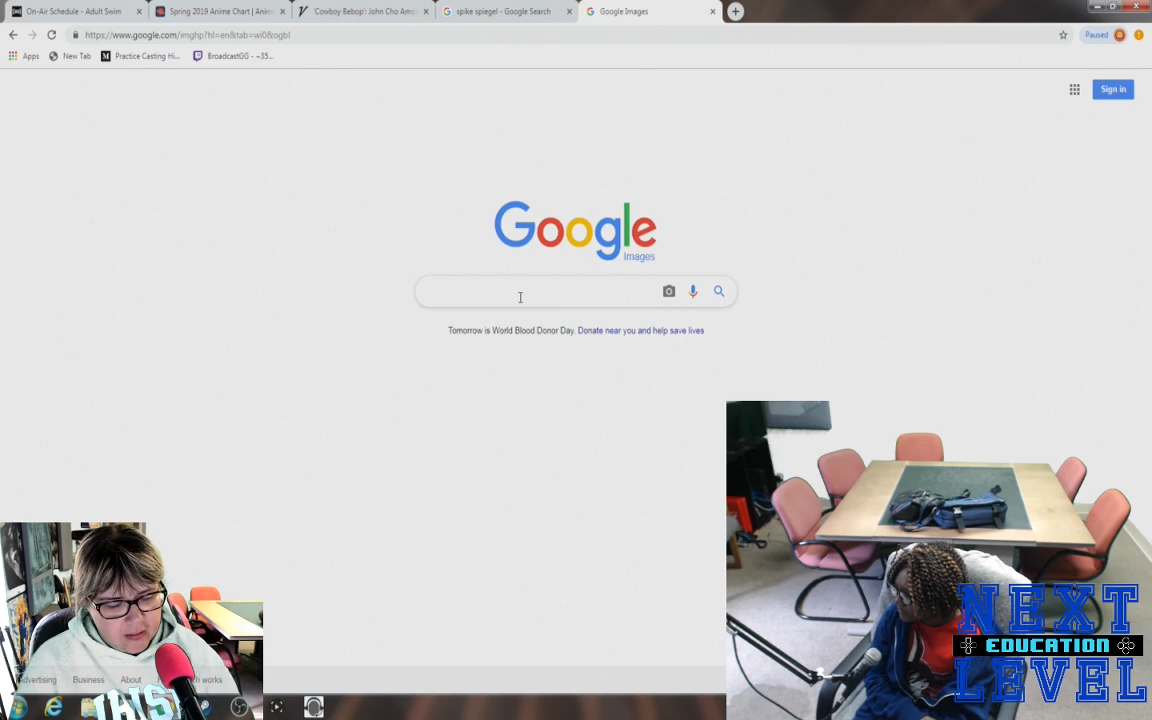 On-Air Schedule - Adult Swim
Spring 2019 Anime Chart | Anime
'Cowboy Bebop': John Cho Amo
spike spiegel - Google Search
Google Images
https://www.google.com/imghp?hl=en&tab=wi0&ogbl
Paused
Apps
New Tab
Practice Casting Hi...
BroadcastGG - ~35...
Sign in
Google
Images
Tomorrow is World Blood Donor Day. Donate near you and help save lives
NEXT
EDUCATION
LEVEL
Advertising
Business
About
works
THIS